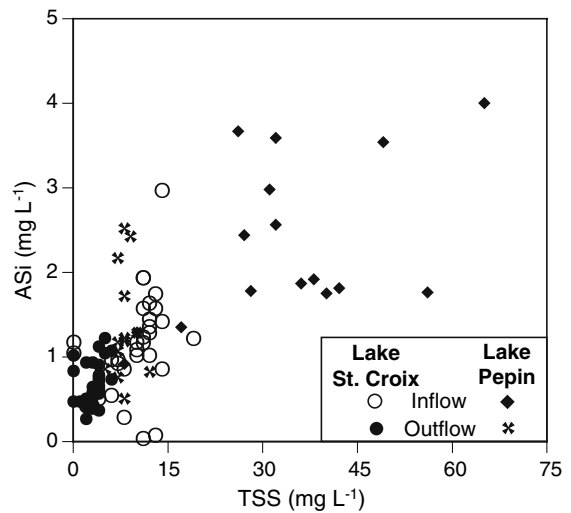 5
4
3
2
1
0
ASi (mg L⁻¹)
0 15 30 45 60 75
TSS (mg L⁻¹)
Lake Lake
St. Croix Pepin
Inflow
Outflow